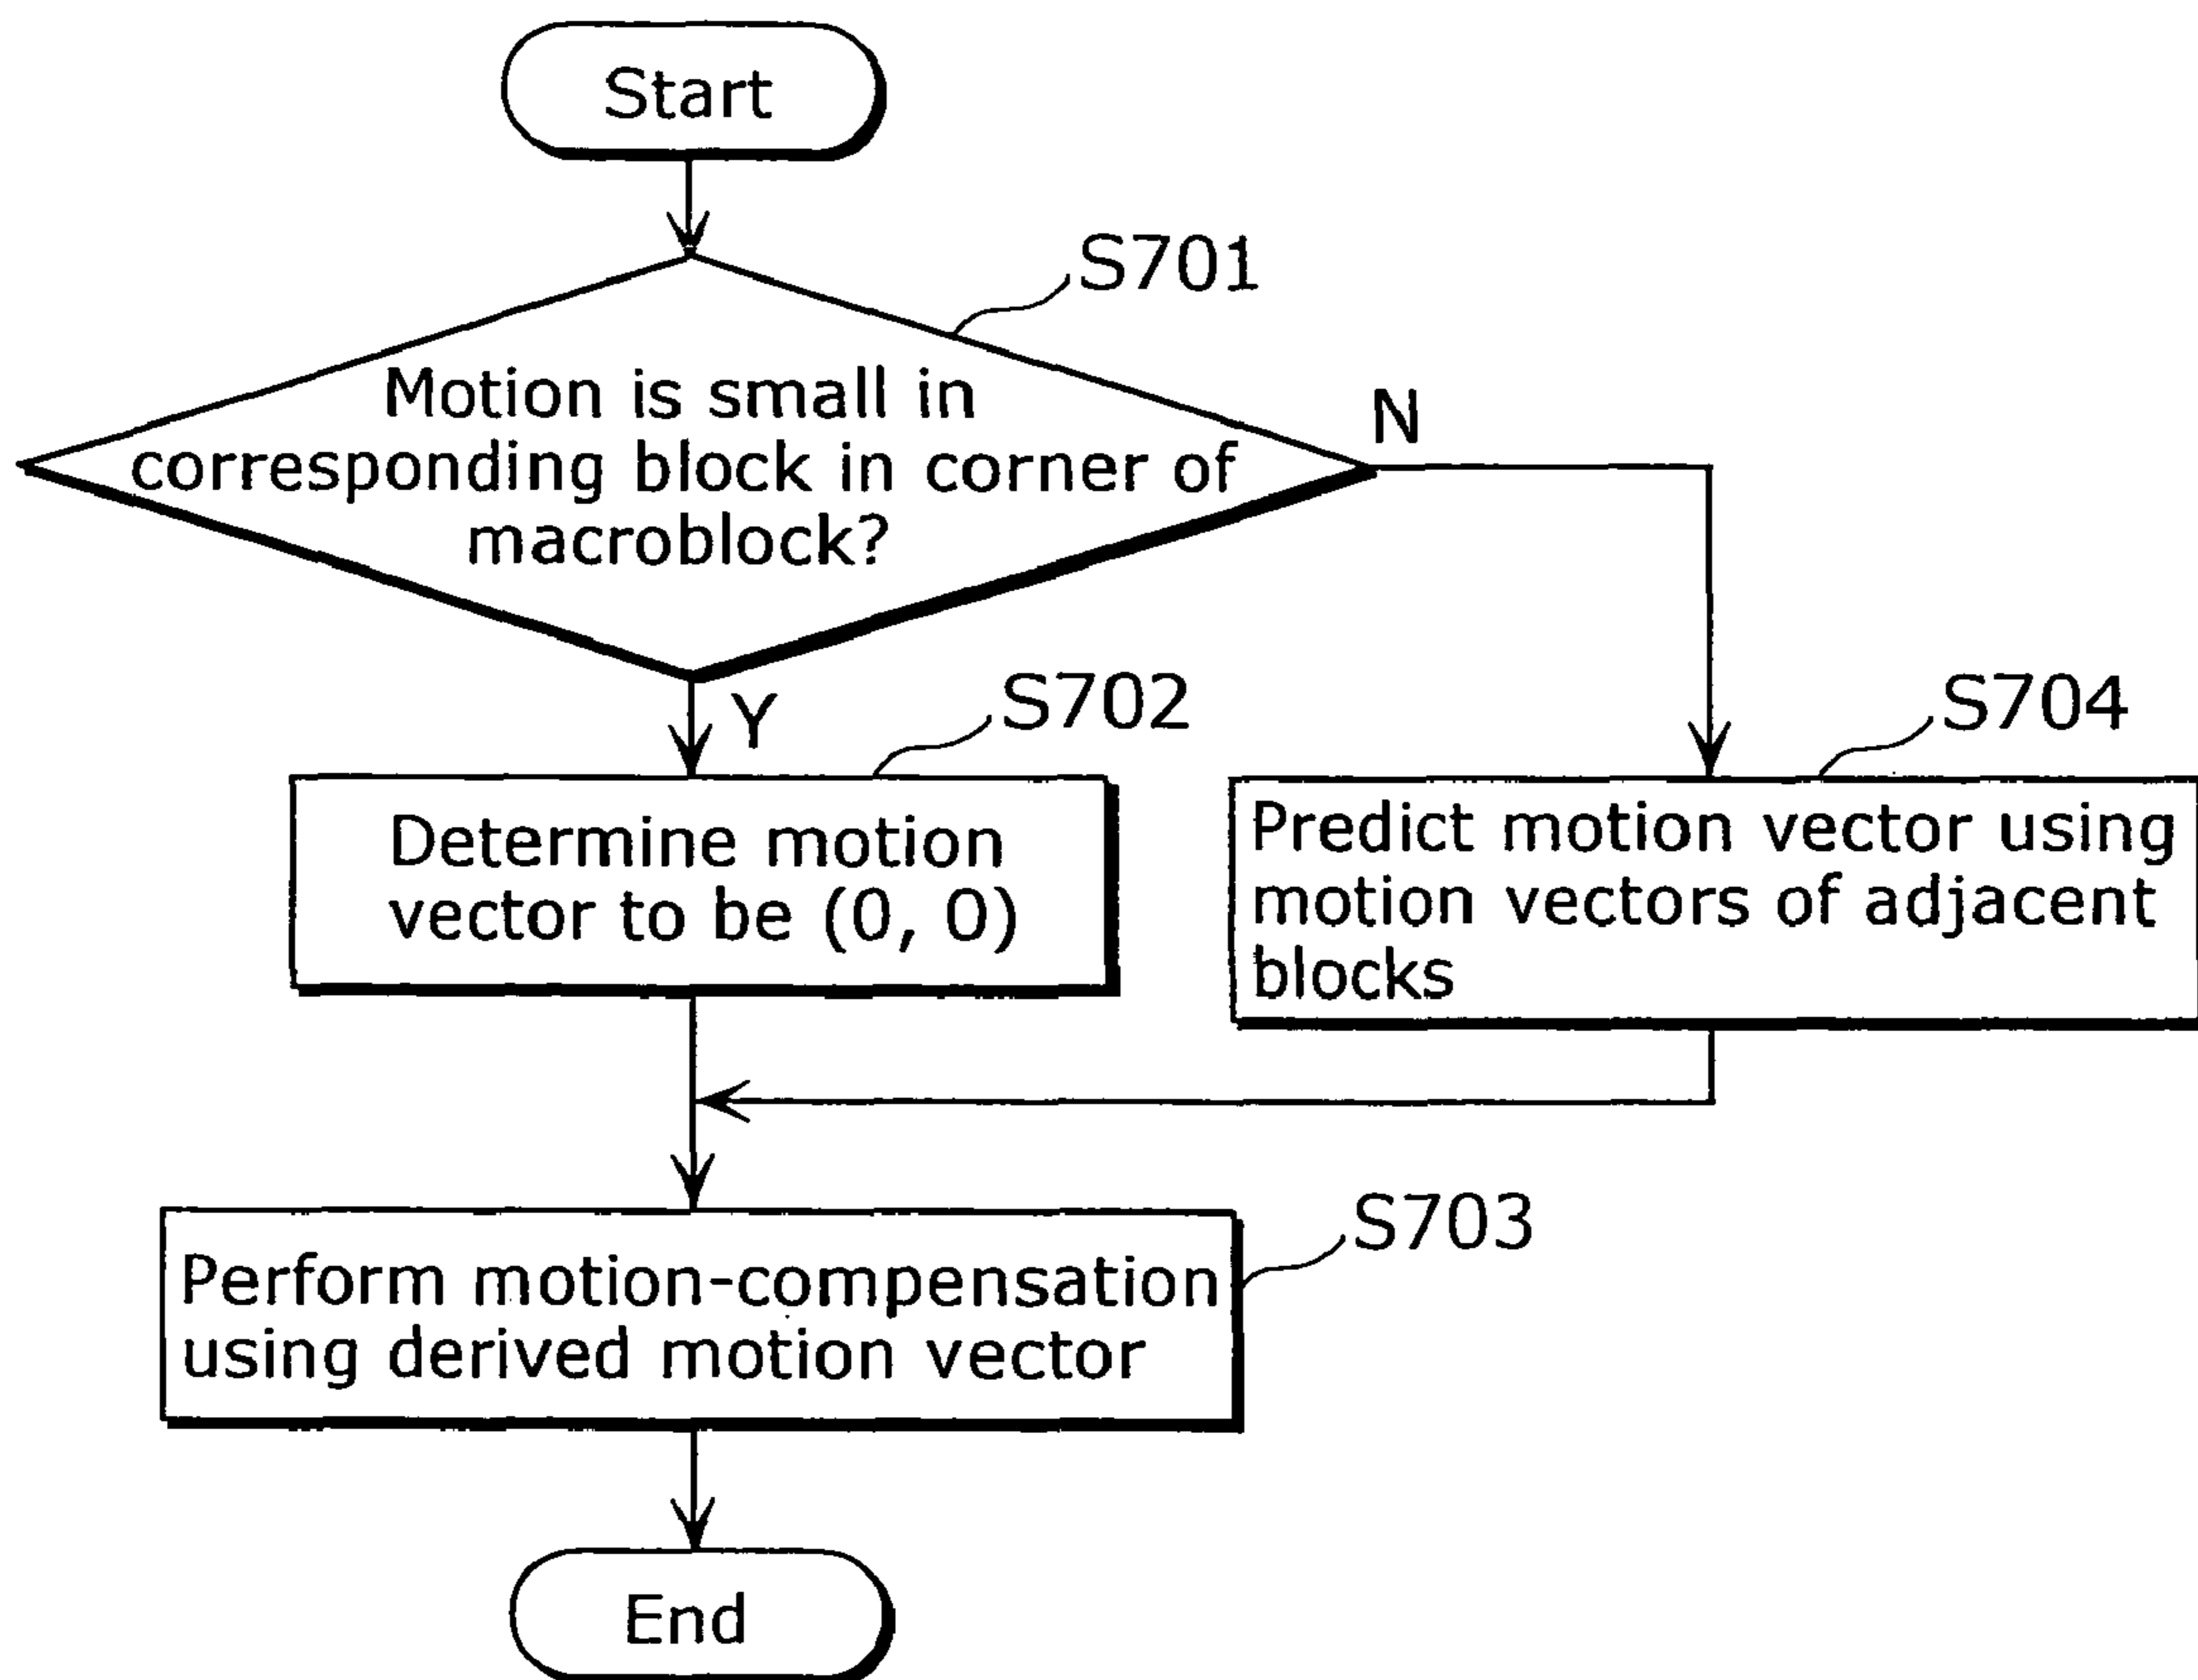 Start
S701
Motion is small in
corresponding block in corner of
macroblock?
N
Y
S702
Determine motion
vector to be (0, 0)
S704
Predict motion vector using
motion vectors of adjacent
blocks
S703
Perform motion-compensation
using derived motion vector
End